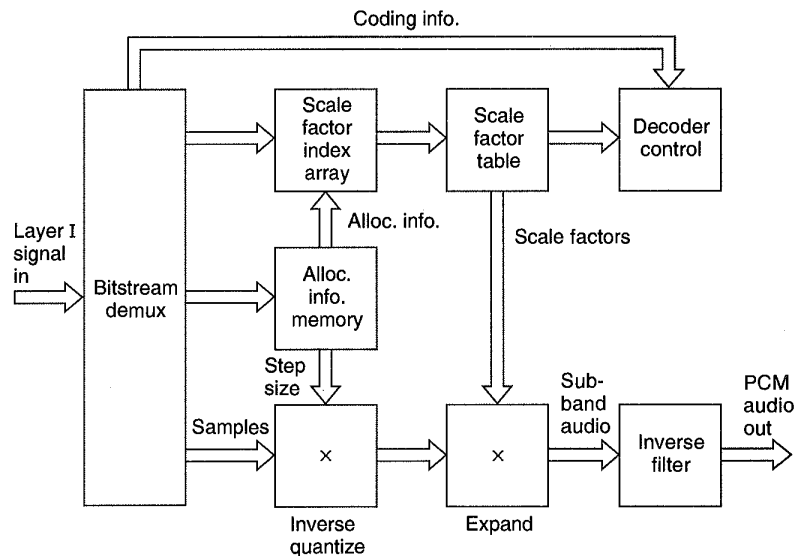 Coding info.
Scale
factor
index
array
Scale
factor
table
Decoder
control
Layer I
signal
in
Bitstream
demux
Alloc. info.
Alloc.
info.
memory
Scale factors
Step
size
Samples
×
×
Sub-
band
audio
Inverse
filter
PCM
audio
out
Inverse
quantize
Expand